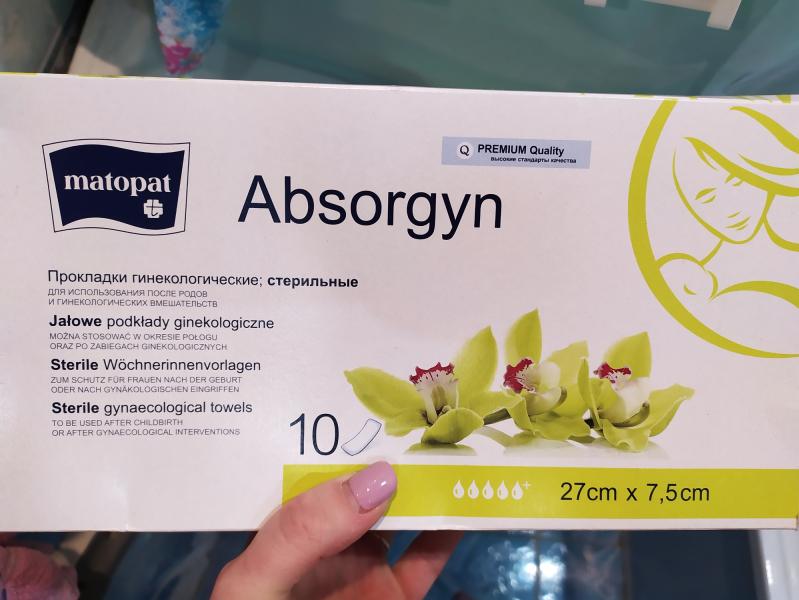 matopat
Absorgyn
Q PREMIUM Quality
высокие стандарты качества
Прокладки гинекологические; стерильные
ДЛЯ ИСПОЛЬЗОВАНИЯ ПОСЛЕ РОДОВ
И ГИНЕКОЛОГИЧЕСКИХ ВМЕШАТЕЛЬСТВ
Jałowe podkłady ginekologiczne
MOŻNA STOSOWAĆ W OKRESIE POŁOGU
ORAZ PO ZABIEGACH GINEKOLOGICZNYCH
Sterile Wöchnerinnenvorlagen
ZUM SCHUTZ FÜR FRAUEN NACH DER GEBURT
ODER NACH GYNÄKOLOGISCHEN EINGRIFFEN
Sterile gynaecological towels
TO BE USED AFTER CHILDBIRTH
OR AFTER GYNAECOLOGICAL INTERVENTIONS
10
+
27cm x 7,5cm